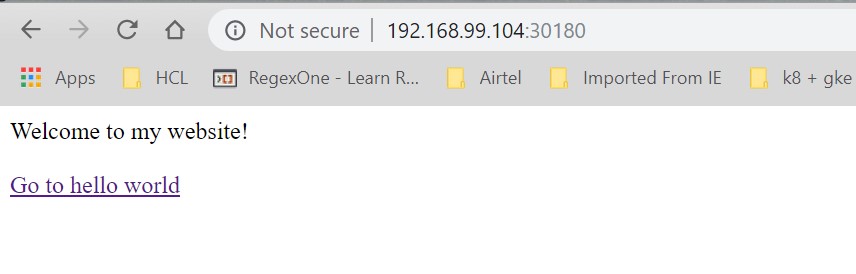 Not secure | 192.168.99.104:30180
Apps HCL RegexOne - Learn R... Airtel Imported From IE k8 + gke
Welcome to my website!
Go to hello world